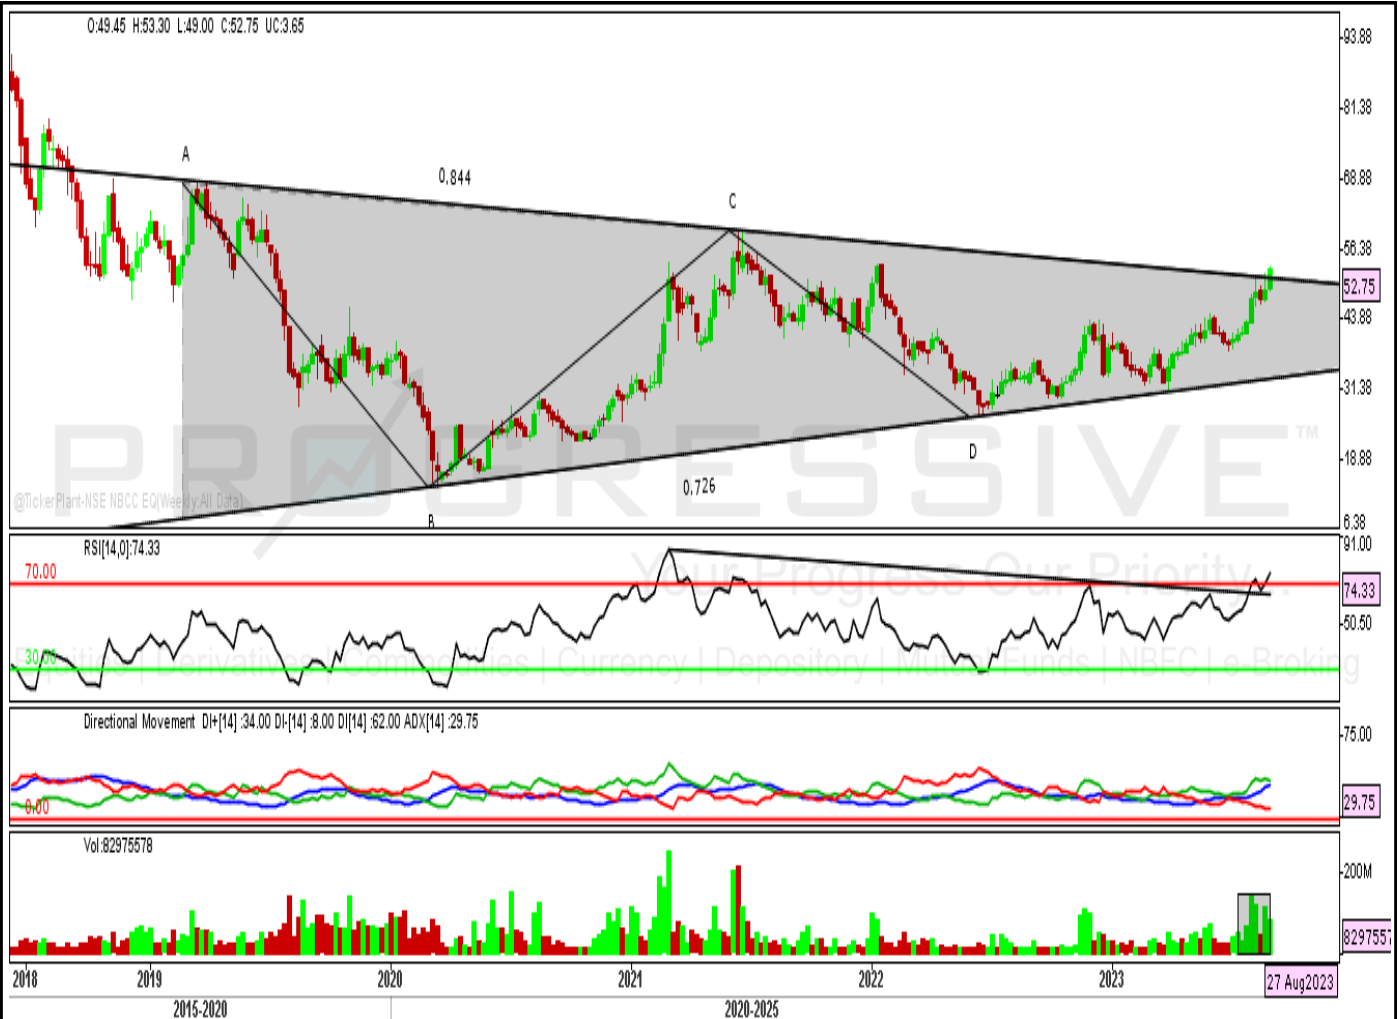 O:49.45 H:53.30 L:49.00 C:52.75 UC:3.65
93.88
81.38
68.88
56.38
52.75
43.88
31.38
18.88
6.38
A
0.844
C
D
0.726
B
PROGRESSIVE™
@TickerPlant-NSE NBCC EQ(Weekly:All Data)
RSI[14,0]:74.33
91.00
70.00
74.33
50.50
30.00
Your Progress Our Priority...
Equities | Derivatives | Commodities | Currency | Depository | Mutual Funds | NBFC | e-Broking
Directional Movement DI+[14] :34.00 DI-[14] :8.00 DI[14] :62.00 ADX[14] :29.75
75.00
29.75
0.00
Vol:82975578
200M
8297557
2018 2019 2020 2021 2022 2023 27 Aug2023
2015-2020 2020-2025